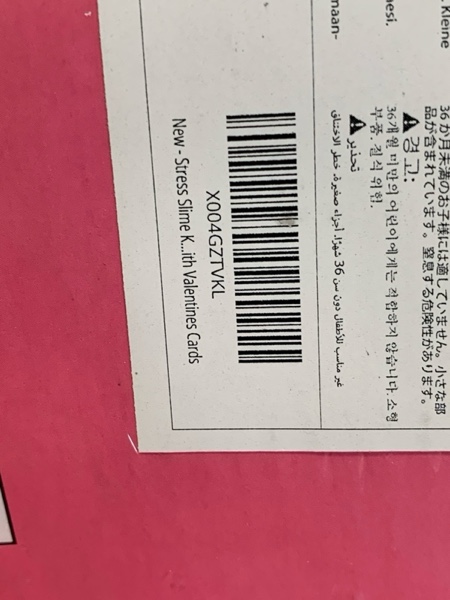 . Kleine
nesi.
naan-
36 か月未満のお子様には適していません。小さな部
品が含まれています。窒息する危険性があります。
경고:
36개월 미만의 어린이에게는 적합하지 않습니다. 소형
부품. 질식 위험.
تحذير
غير مناسب للأطفال دون سن 36 شهرًا. أجزاء صغيرة. خطر الاختناق
X004GZTVKL
New - Stress Slime K...ith Valentines Cards